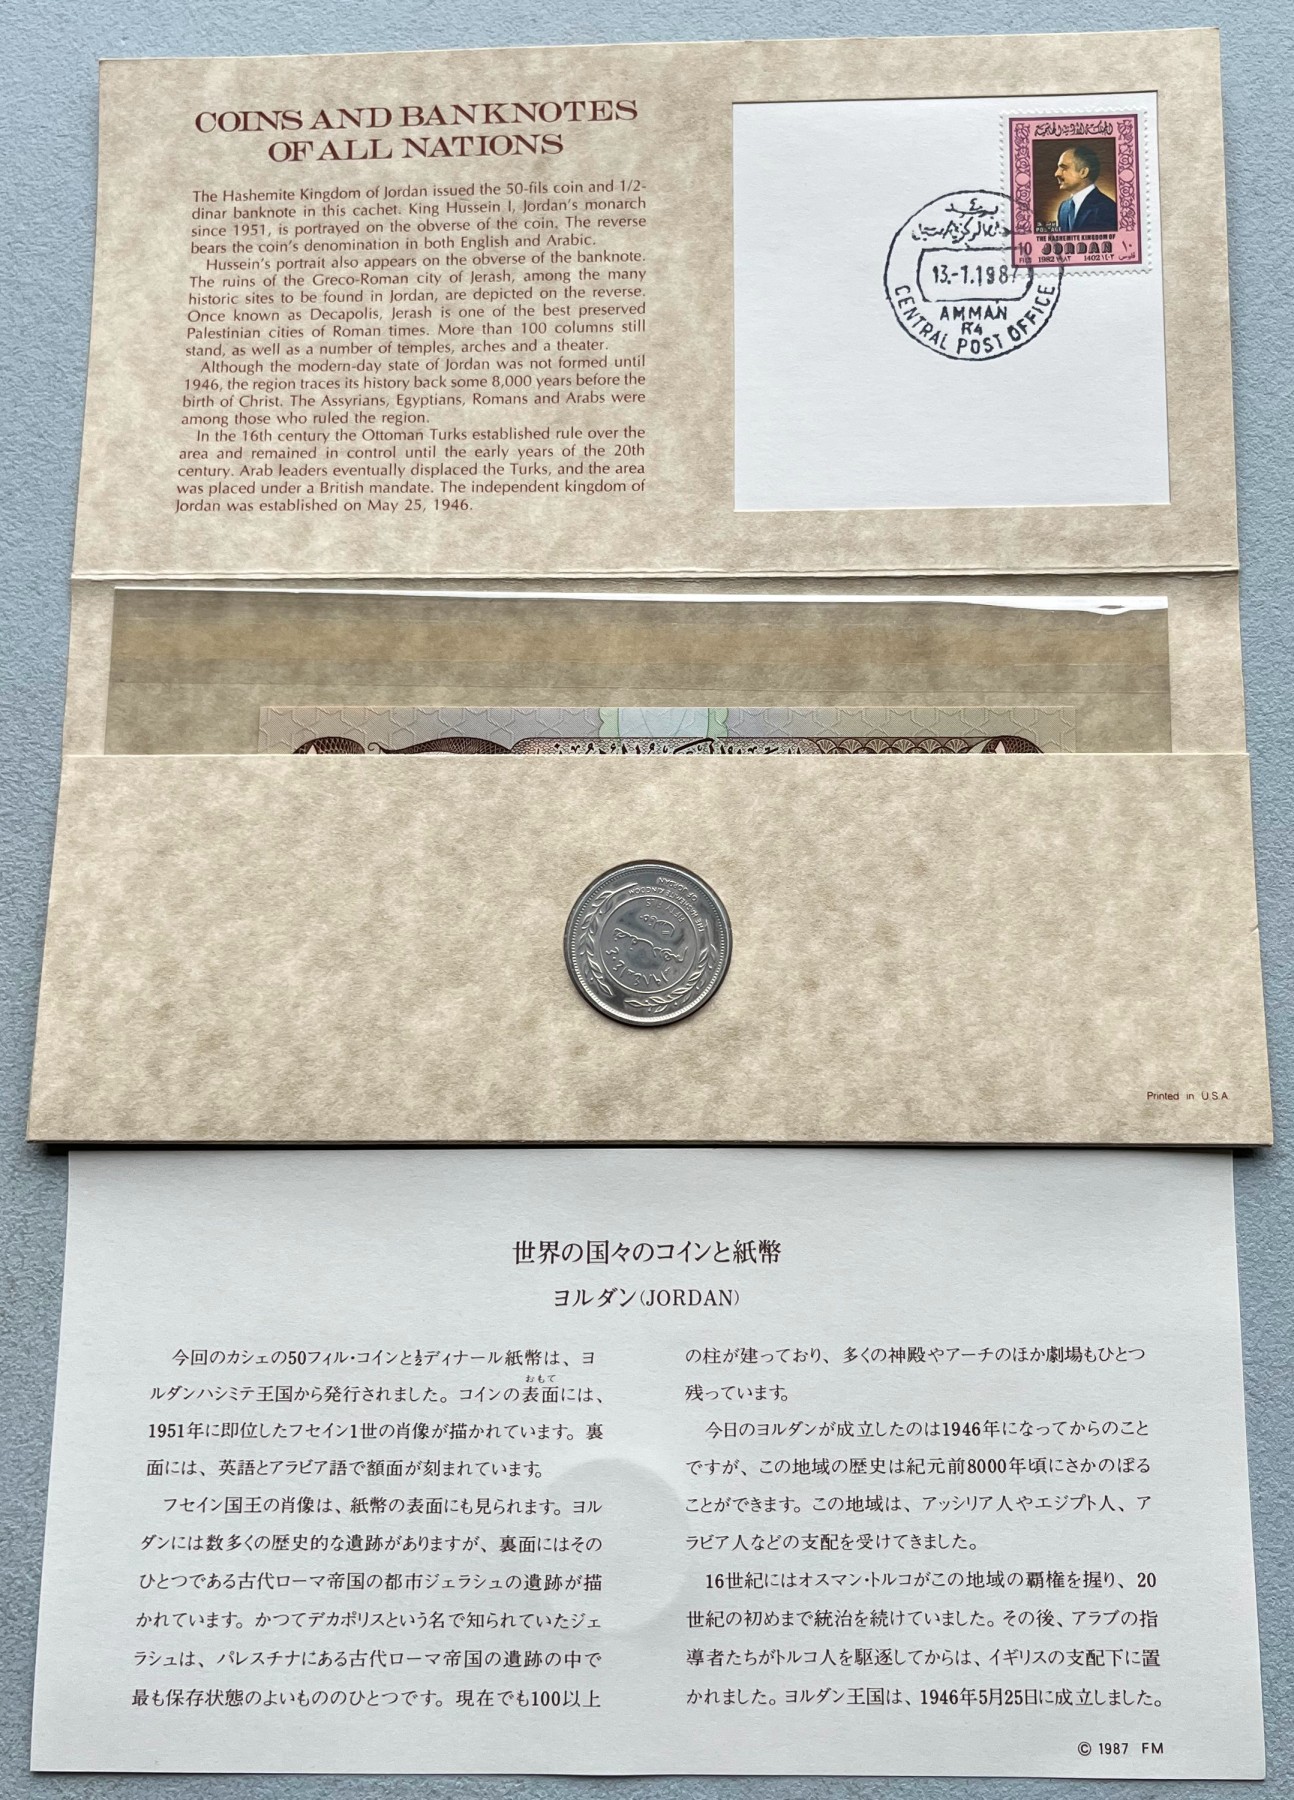 COINS AND BANKNOTES
OF ALL NATIONS
The Hashemite Kingdom of Jordan issued the 50-fils coin and 1/2-
dinar banknote in this cachet. King Hussein I, Jordan's monarch
since 1951, is portrayed on the obverse of the coin. The reverse
bears the coin's denomination in both English and Arabic.
Hussein's portrait also appears on the obverse of the banknote.
The ruins of the Greco-Roman city of Jerash, among the many
historic sites to be found in Jordan, are depicted on the reverse.
Once known as Decapolis, Jerash is one of the best preserved
Palestinian cities of Roman times. More than 100 columns still
stand, as well as a number of temples, arches and a theater.
Although the modern-day state of Jordan was not formed until
1946, the region traces its history back some 8,000 years before the
birth of Christ. The Assyrians, Egyptians, Romans and Arabs were
among those who ruled the region.
In the 16th century the Ottoman Turks established rule over the
area and remained in control until the early years of the 20th
century. Arab leaders eventually displaced the Turks, and the area
was placed under a British mandate. The independent kingdom of
Jordan was established on May 25, 1946.
المملكة الأردنية الهاشمية
POSTAGE
THE HASHEMITE KINGDOM OF
10 JORDAN ١٠
FILS 1982 ١٩٨٢ 1402 ١٤٠٢ فلوس
13-1.1987
AMMAN
R4
CENTRAL POST OFFICE
THE HASHEMITE KINGDOM
OF JORDAN
Printed in U.S.A.
世界の国々のコインと紙幣
ヨルダン(JORDAN)
今回のカシェの50フィル・コインと½ディナール紙幣は、ヨ
おもて
ルダンハシミテ王国から発行されました。コインの表面には、
1951年に即位したフセイン1世の肖像が描かれています。裏
面には、英語とアラビア語で額面が刻まれています。
フセイン国王の肖像は、紙幣の表面にも見られます。ヨル
ダンには数多くの歴史的な遺跡がありますが、裏面にはその
ひとつである古代ローマ帝国の都市ジェラシュの遺跡が描
かれています。かつてデカポリスという名で知られていたジェ
ラシュは、パレスチナにある古代ローマ帝国の遺跡の中で
最も保存状態のよいもののひとつです。現在でも100以上
の柱が建っており、多くの神殿やアーチのほか劇場もひとつ
残っています。
今日のヨルダンが成立したのは1946年になってからのこと
ですが、この地域の歴史は紀元前8000年頃にさかのぼる
ことができます。この地域は、アッシリア人やエジプト人、ア
ラビア人などの支配を受けてきました。
16世紀にはオスマン・トルコがこの地域の覇権を握り、20
世紀の初めまで統治を続けていました。その後、アラブの指
導者たちがトルコ人を駆逐してからは、イギリスの支配下に置
かれました。ヨルダン王国は、1946年5月25日に成立しました。
© 1987 FM